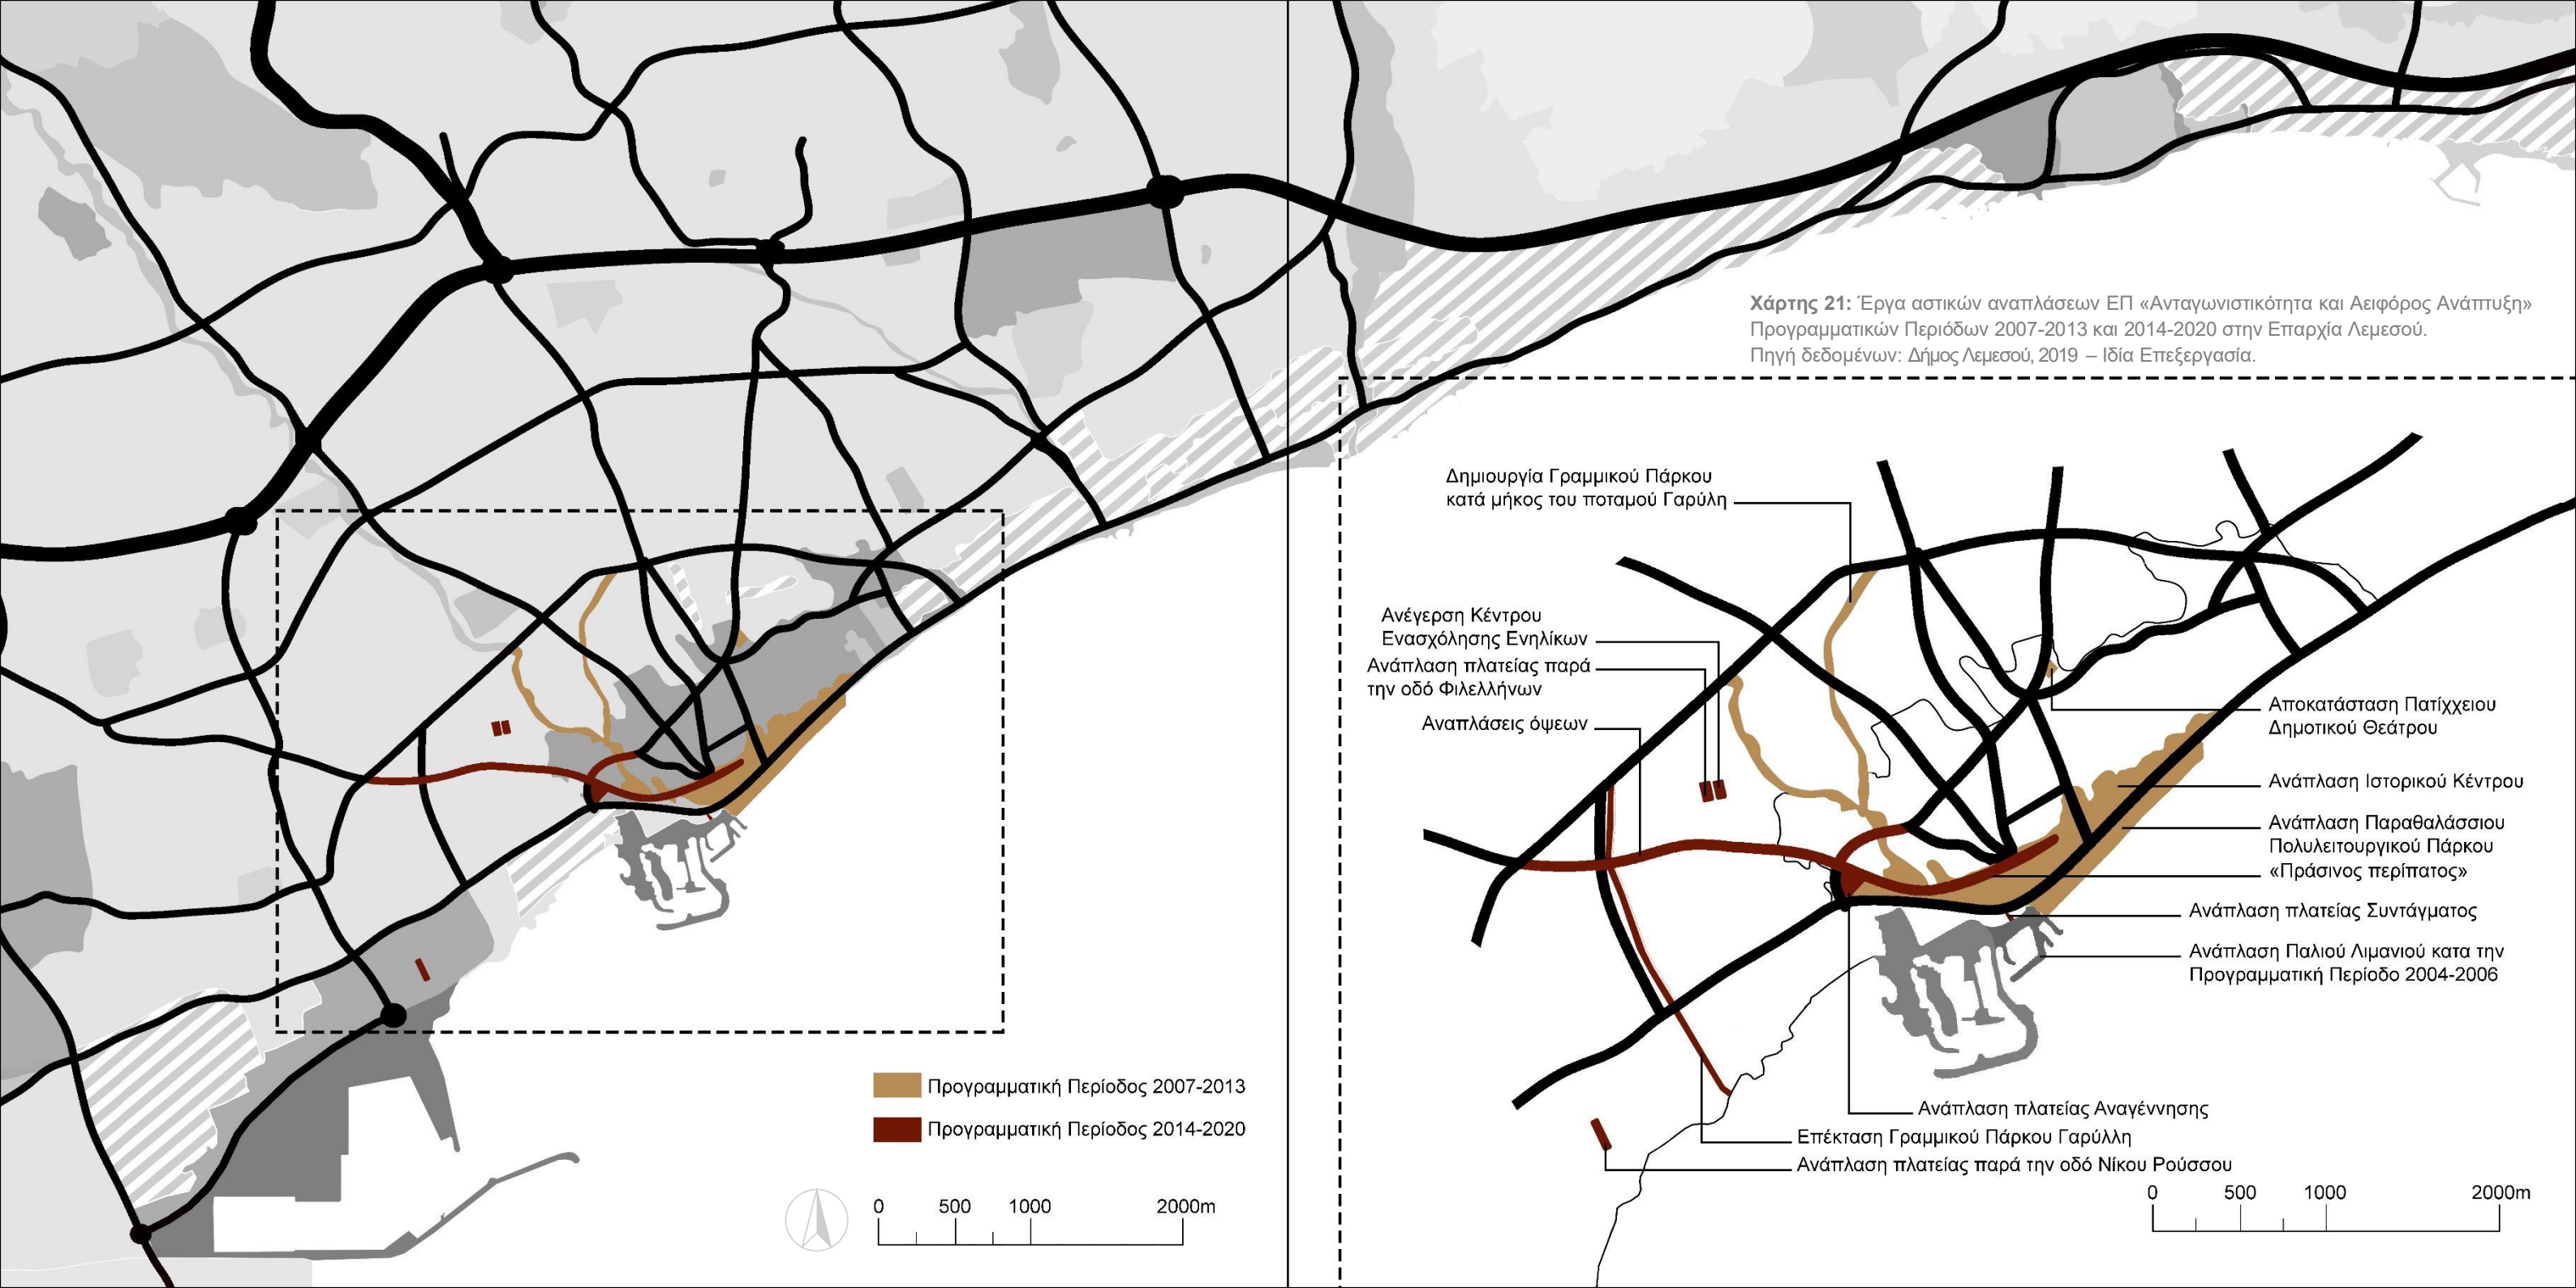 Χάρτης 21: Έργα αστικών αναπλάσεων ΕΠ «Ανταγωνιστικότητα και Αειφόρος Ανάπτυξη»
Προγραμματικών Περιόδων 2007-2013 και 2014-2020 στην Επαρχία Λεμεσού.
Πηγή δεδομένων: Δήμος Λεμεσού, 2019 – Ιδία Επεξεργασία.
Δημιουργία Γραμμικού Πάρκου
κατά μήκος του ποταμού Γαρύλη
Ανέγερση Κέντρου
Ενασχόλησης Ενηλίκων
Ανάπλαση πλατείας παρά
την οδό Φιλελλήνων
Αναπλάσεις όψεων
Αποκατάσταση Πατίχχειου
Δημοτικού Θεάτρου
Ανάπλαση Ιστορικού Κέντρου
Ανάπλαση Παραθαλάσσιου
Πολυλειτουργικού Πάρκου
«Πράσινος περίπατος»
Ανάπλαση πλατείας Συντάγματος
Ανάπλαση Παλιού Λιμανιού κατα την
Προγραμματική Περίοδο 2004-2006
Ανάπλαση πλατείας Αναγέννησης
Επέκταση Γραμμικού Πάρκου Γαρύλλη
Ανάπλαση πλατείας παρά την οδό Νίκου Ρούσσου
0 500 1000 2000m
Προγραμματική Περίοδος 2007-2013
Προγραμματική Περίοδος 2014-2020
0 500 1000 2000m